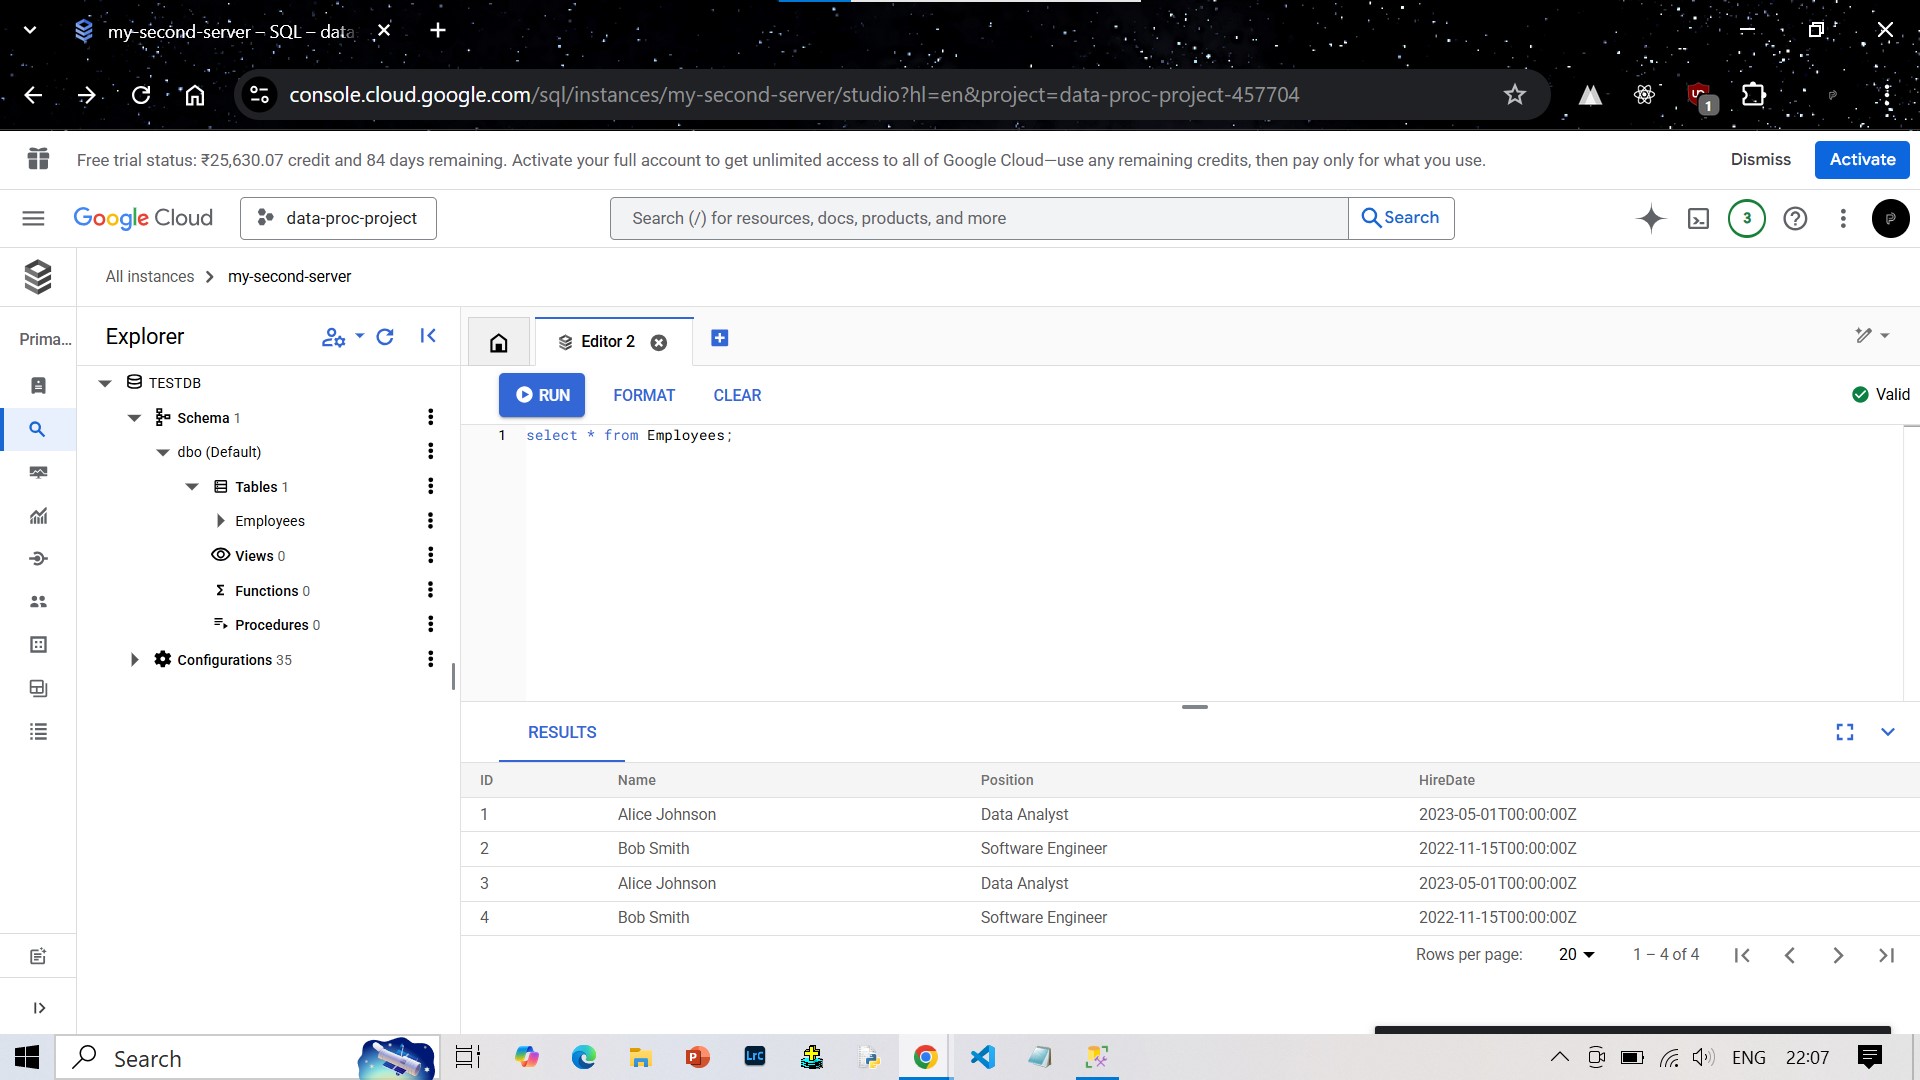 my-second-server – SQL – data
console.cloud.google.com/sql/instances/my-second-server/studio?hl=en&project=data-proc-project-457704
1
Free trial status: ₹25,630.07 credit and 84 days remaining. Activate your full account to get unlimited access to all of Google Cloud—use any remaining credits, then pay only for what you use.
Dismiss
Activate
Google Cloud
data-proc-project
Search (/) for resources, docs, products, and more
Search
3
All instances
my-second-server
Prima...
Explorer
Editor 2
TESTDB
Schema 1
dbo (Default)
Tables 1
Employees
Views 0
Functions 0
Procedures 0
Configurations 35
RUN
FORMAT
CLEAR
Valid
1 select * from Employees;
RESULTS
ID Name Position HireDate
1 Alice Johnson Data Analyst 2023-05-01T00:00:00Z
2 Bob Smith Software Engineer 2022-11-15T00:00:00Z
3 Alice Johnson Data Analyst 2023-05-01T00:00:00Z
4 Bob Smith Software Engineer 2022-11-15T00:00:00Z
Rows per page: 20 1 – 4 of 4
Search
Lrc
ENG
22:07